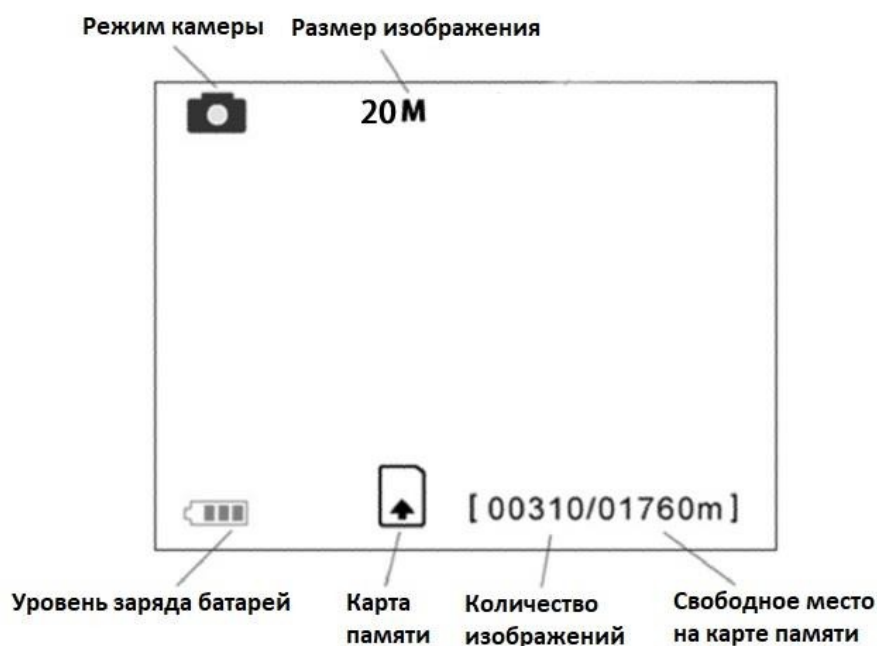 Режим камеры Размер изображения
20M
[ 00310/01760m ]
Уровень заряда батарей
Карта
памяти
Количество
изображений
Свободное место
на карте памяти